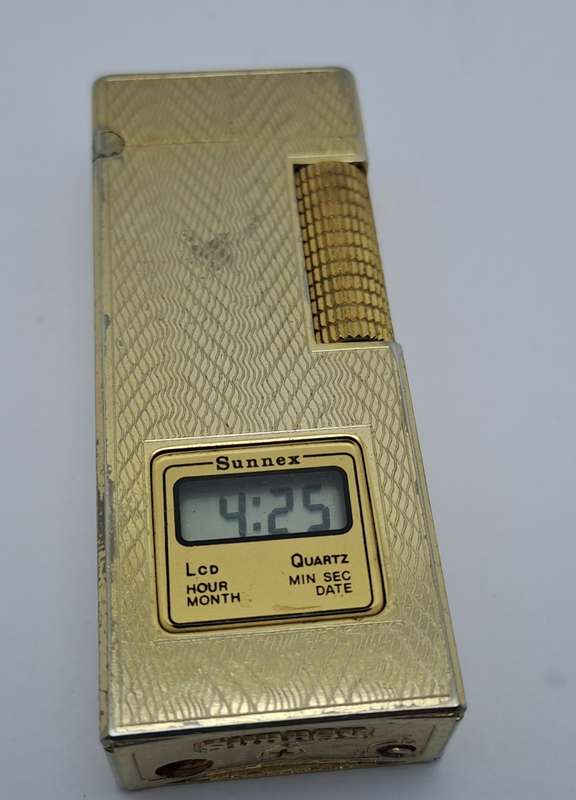 Sunnex
4:25
LCD QUARTZ
HOUR MIN SEC
MONTH DATE